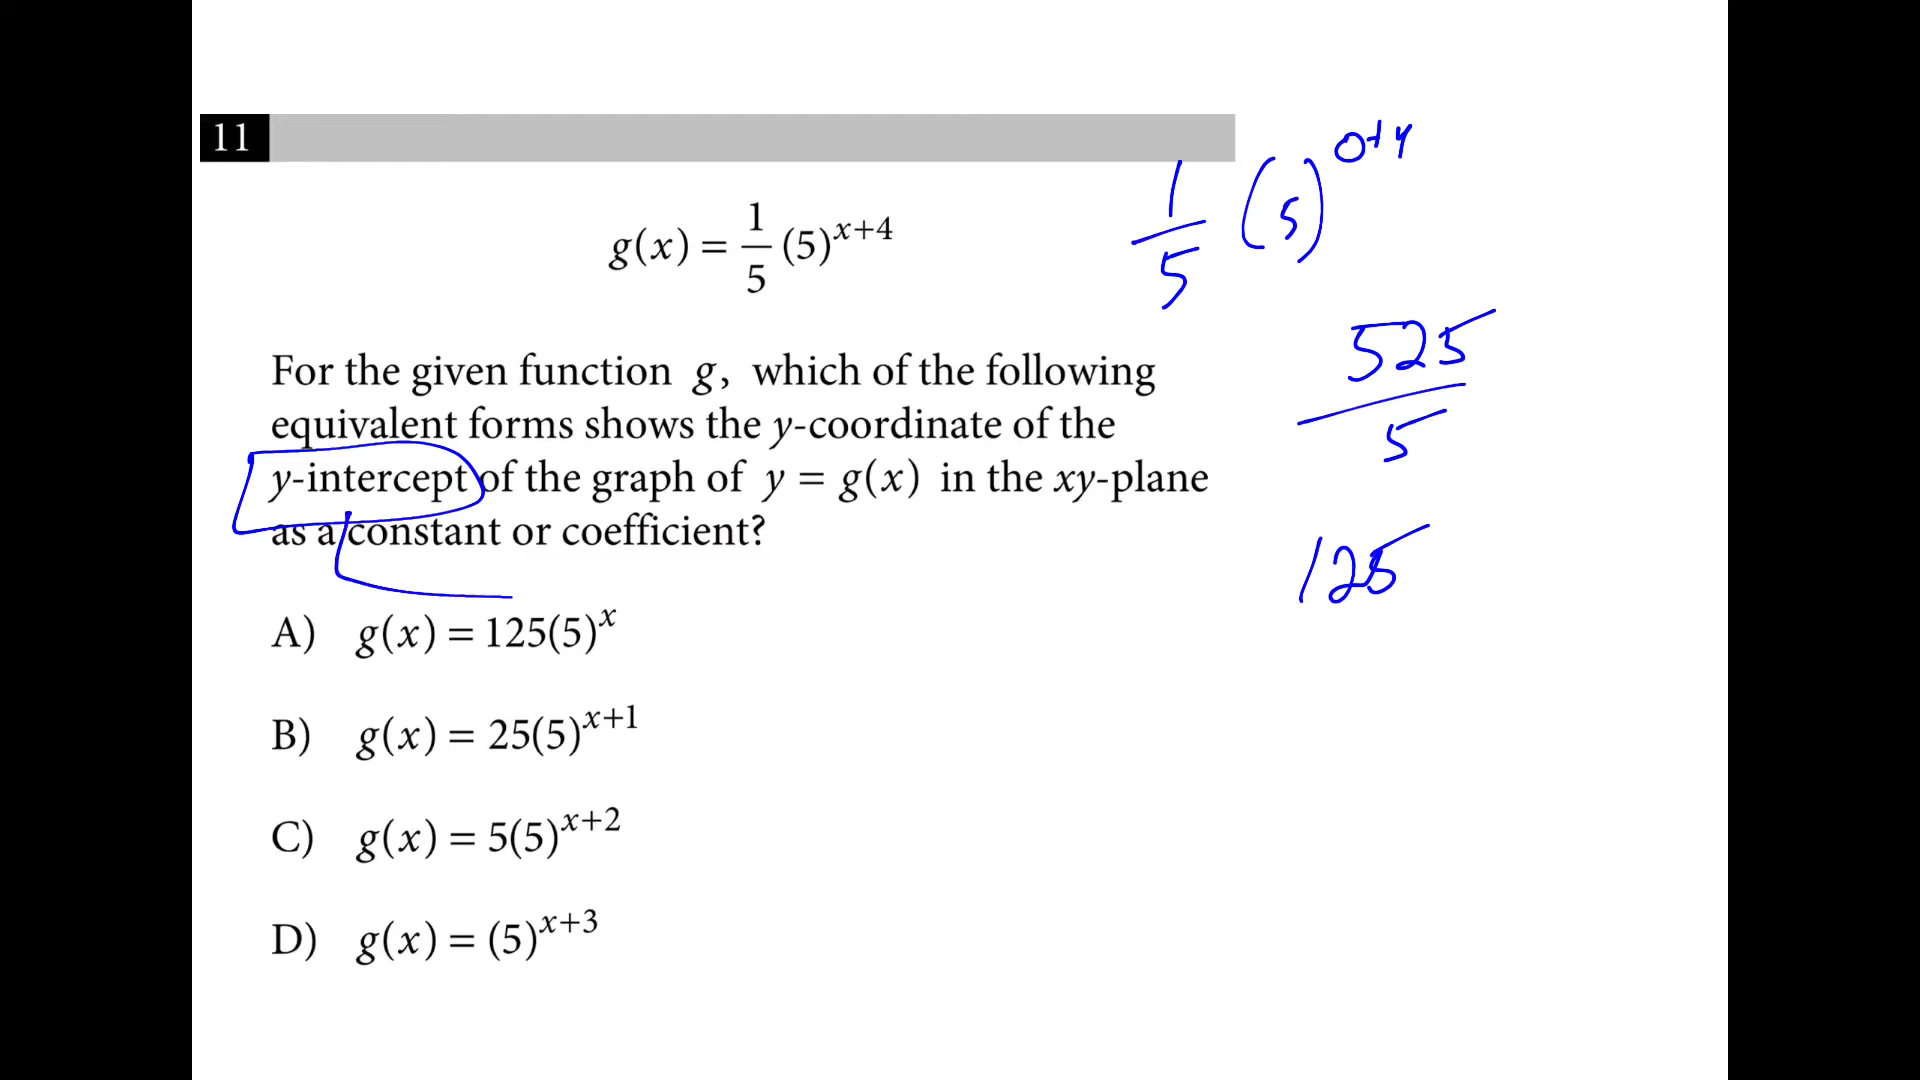 11
g(x) = 1/5 (5)^{x+4}
1/5 (5)^{0+4}
For the given function g, which of the following
equivalent forms shows the y-coordinate of the
y-intercept of the graph of y = g(x) in the xy-plane
as a constant or coefficient?
525/5
125
A) g(x) = 125(5)^x
B) g(x) = 25(5)^{x+1}
C) g(x) = 5(5)^{x+2}
D) g(x) = (5)^{x+3}